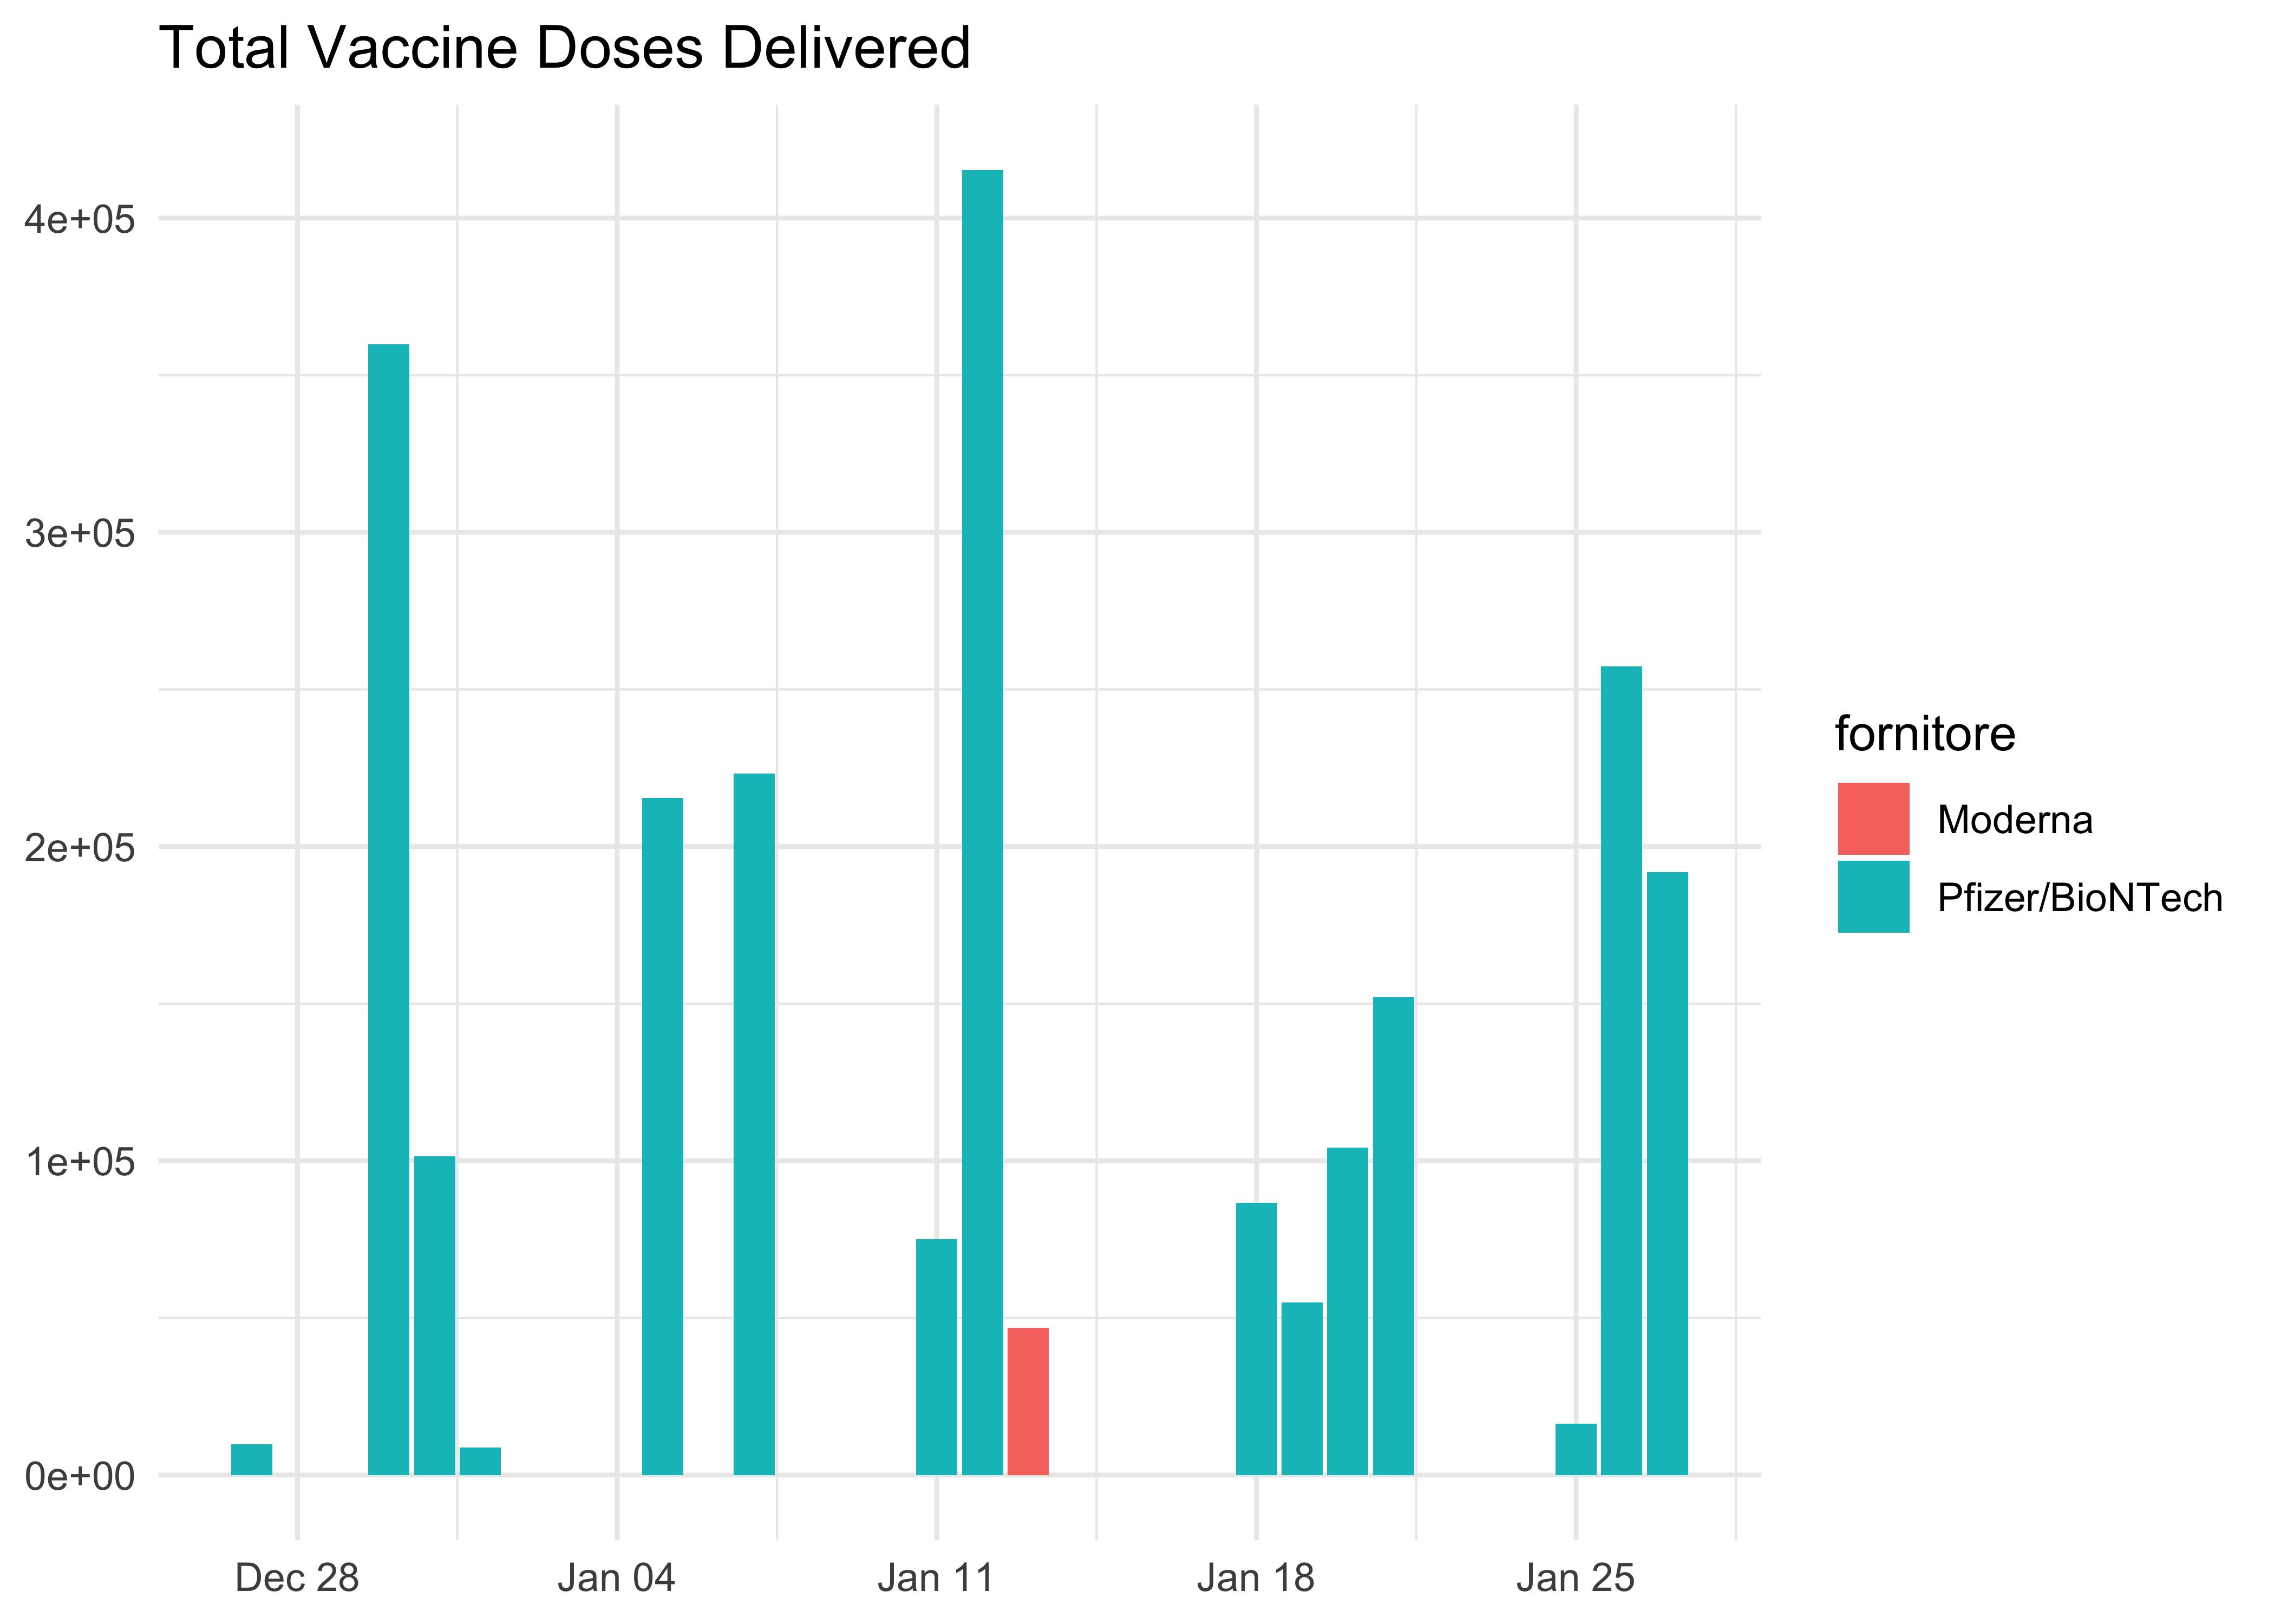 Total Vaccine Doses Delivered
4e+05
3e+05
2e+05
1e+05
0e+00
Dec 28
Jan 04
Jan 11
Jan 18
Jan 25
fornitore
Moderna
Pfizer/BioNTech